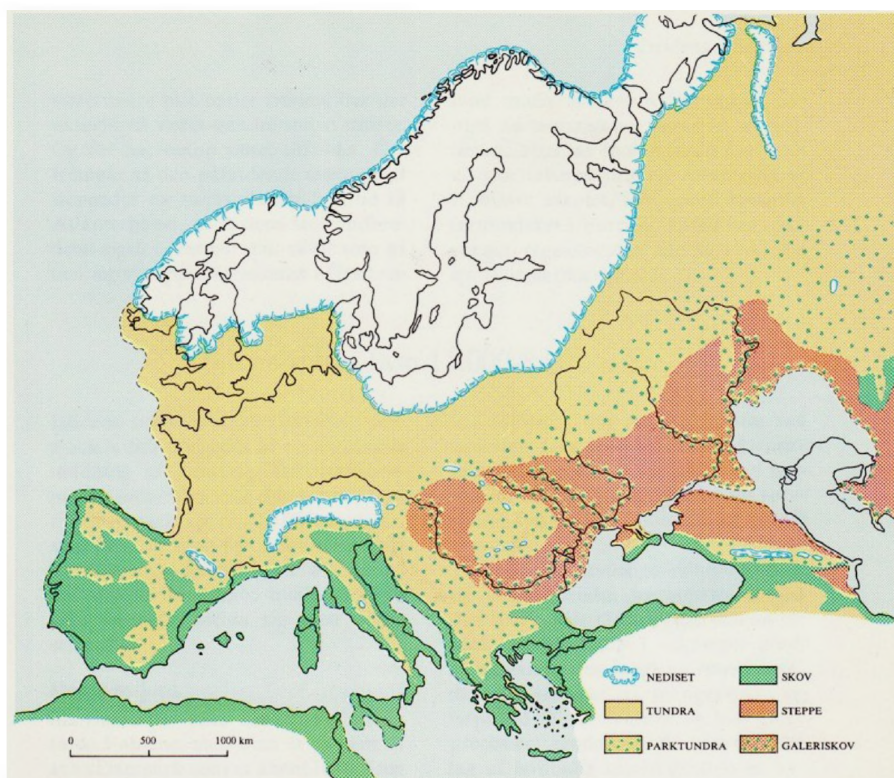 NEDISET
SKOV
TUNDRA
STEPPE
PARKTUNDRA
GALERISKOV
0 500 1000 km